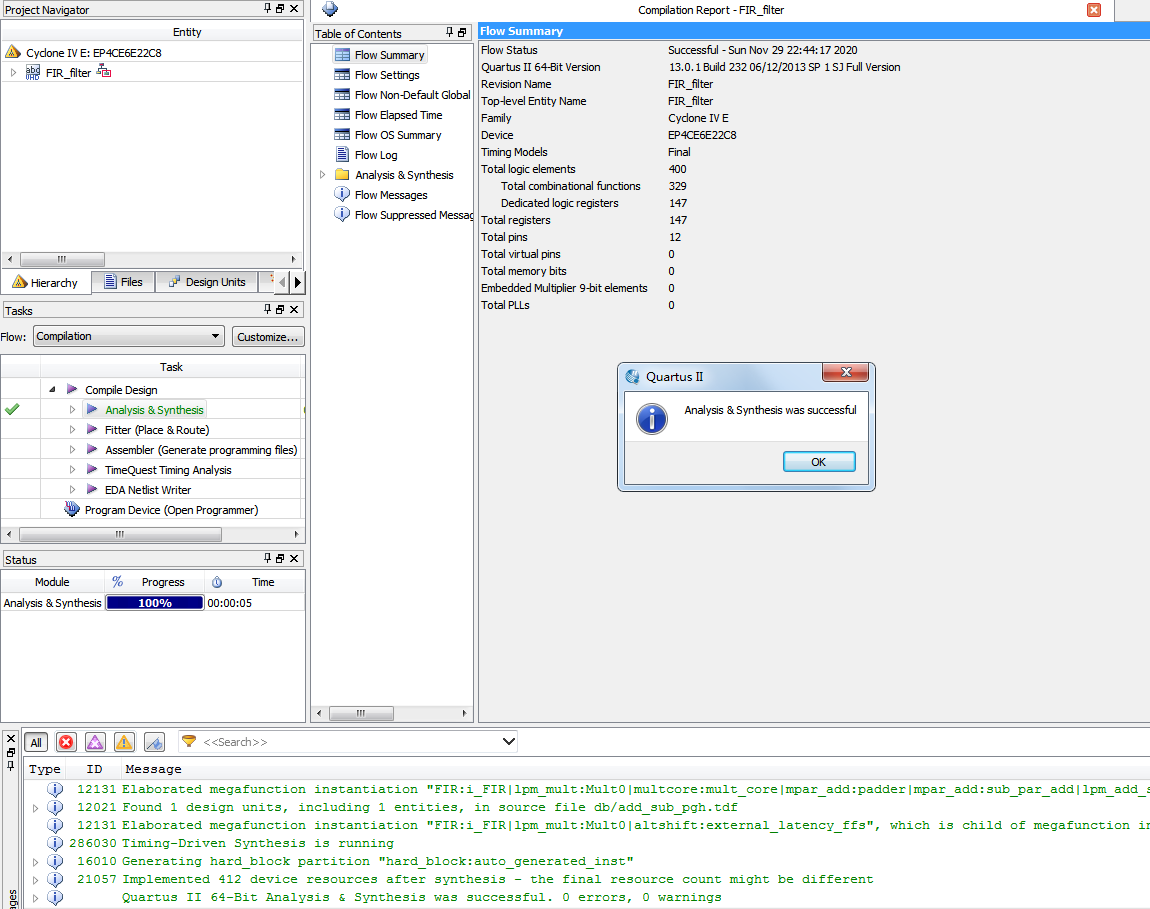 Project Navigator
Entity
Cyclone IV E: EP4CE6E22C8
FIR_filter
Hierarchy
Files
Design Units
Tasks
Flow:
Compilation
Customize...
Task
Compile Design
Analysis & Synthesis
Fitter (Place & Route)
Assembler (Generate programming files)
TimeQuest Timing Analysis
EDA Netlist Writer
Program Device (Open Programmer)
Status
Module % Progress Time
Analysis & Synthesis 100% 00:00:05
Compilation Report - FIR_filter
Table of Contents
Flow Summary
Flow Settings
Flow Non-Default Global
Flow Elapsed Time
Flow OS Summary
Flow Log
Analysis & Synthesis
Flow Messages
Flow Suppressed Messag
Flow Summary
Flow Status Successful - Sun Nov 29 22:44:17 2020
Quartus II 64-Bit Version 13.0.1 Build 232 06/12/2013 SP 1 SJ Full Version
Revision Name FIR_filter
Top-level Entity Name FIR_filter
Family Cyclone IV E
Device EP4CE6E22C8
Timing Models Final
Total logic elements 400
Total combinational functions 329
Dedicated logic registers 147
Total registers 147
Total pins 12
Total virtual pins 0
Total memory bits 0
Embedded Multiplier 9-bit elements 0
Total PLLs 0
Quartus II
Analysis & Synthesis was successful
OK
All
<<Search>>
Type ID Message
12131 Elaborated megafunction instantiation "FIR:i_FIR|lpm_mult:Mult0|multcore:mult_core|mpar_add:padder|mpar_add:sub_par_add|lpm_add_s
12021 Found 1 design units, including 1 entities, in source file db/add_sub_pgh.tdf
12131 Elaborated megafunction instantiation "FIR:i_FIR|lpm_mult:Mult0|altshift:external_latency_ffs", which is child of megafunction in
286030 Timing-Driven Synthesis is running
16010 Generating hard_block partition "hard_block:auto_generated_inst"
21057 Implemented 412 device resources after synthesis - the final resource count might be different
Quartus II 64-Bit Analysis & Synthesis was successful. 0 errors, 0 warnings